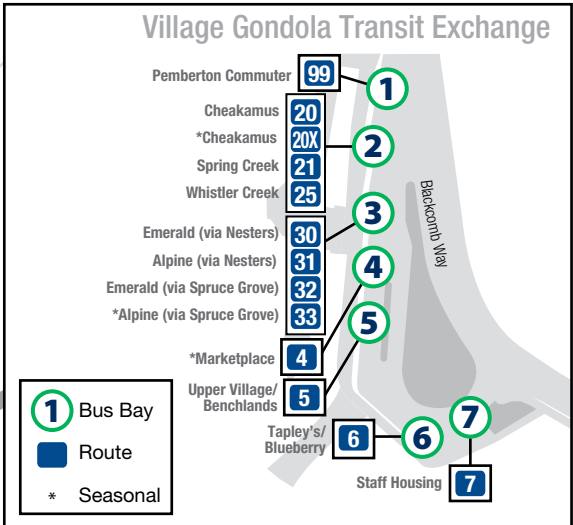 Village Gondola Transit Exchange
Pemberton Commuter 99 1
Cheakamus 20
*Cheakamus 20X 2
Spring Creek 21
Whistler Creek 25
Blackcomb Way
3
Emerald (via Nesters) 30
Alpine (via Nesters) 31 4
Emerald (via Spruce Grove) 32
*Alpine (via Spruce Grove) 33 5
*Marketplace 4
Upper Village/
Benchlands 5
Tapley's/
Blueberry 6 6
7
Staff Housing 7
1 Bus Bay
Route
* Seasonal